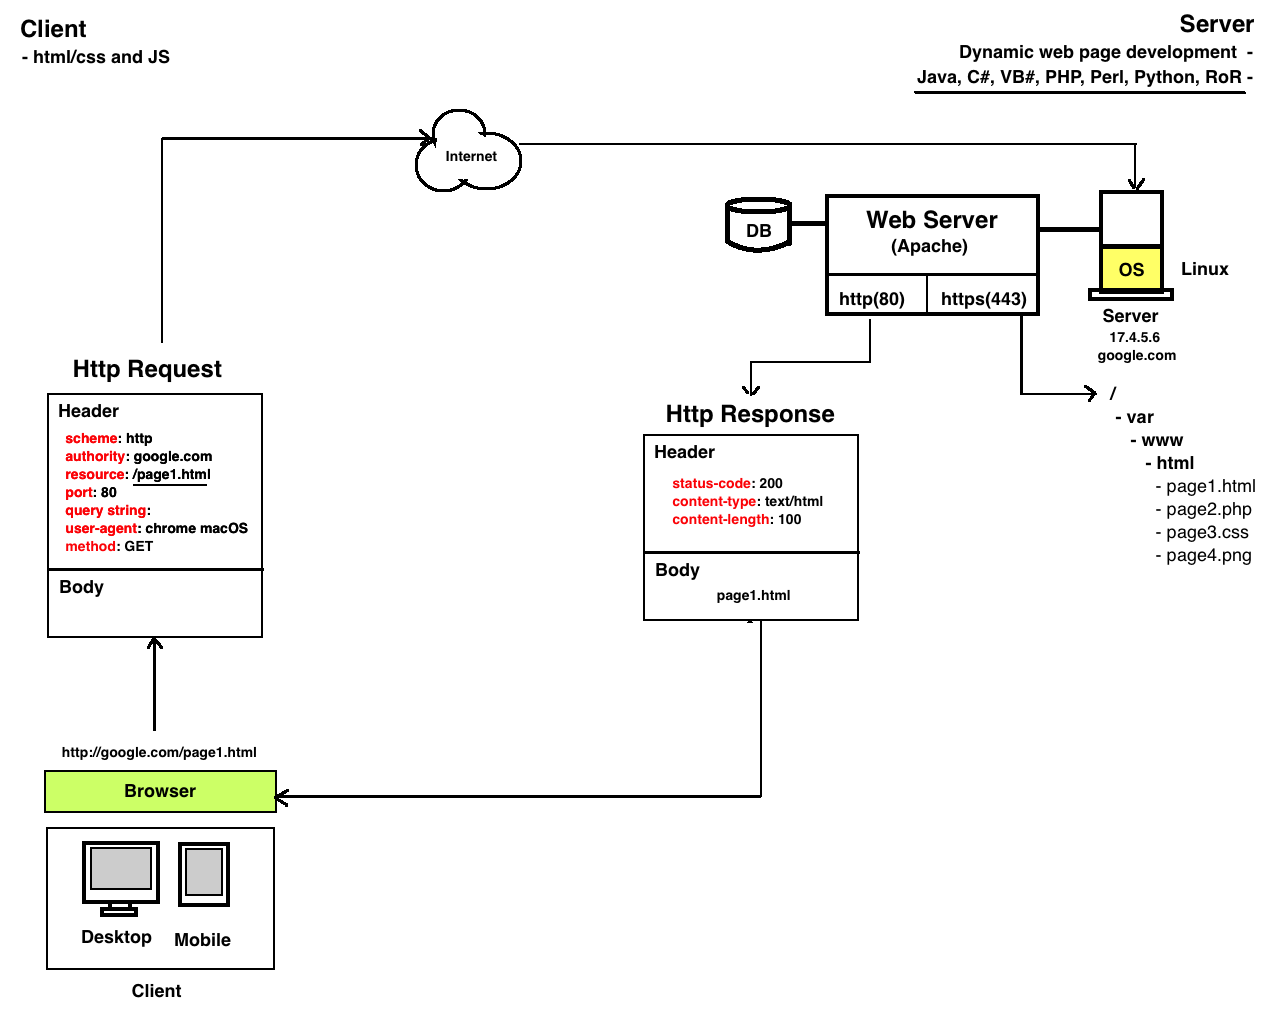 Client
- html/css and JS
Server
Dynamic web page development -
Java, C#, VB#, PHP, Perl, Python, RoR -
Internet
DB
Web Server
(Apache)
http(80)
https(443)
OS
Linux
Server
17.4.5.6
google.com
Http Request
Header
scheme: http
authority: google.com
resource: /page1.html
port: 80
query string:
user-agent: chrome macOS
method: GET
Body
Http Response
Header
status-code: 200
content-type: text/html
content-length: 100
Body
page1.html
/
- var
- www
- html
- page1.html
- page2.php
- page3.css
- page4.png
http://google.com/page1.html
Browser
Desktop
Mobile
Client